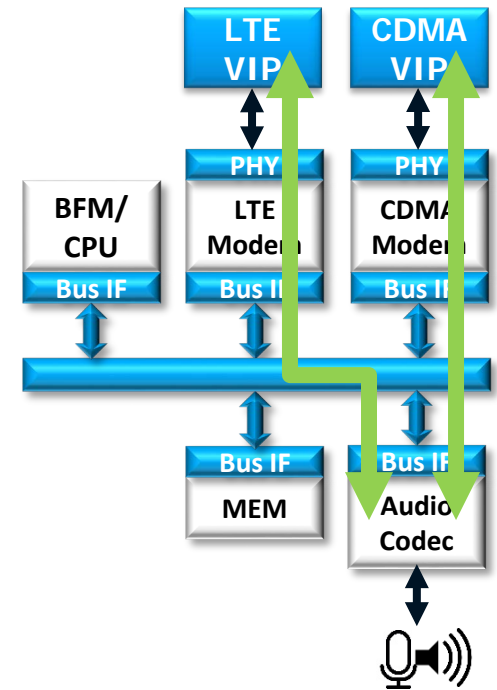 LTE
VIP
CDMA
VIP
PHY
PHY
BFM/
CPU
LTE
Modem
CDMA
Modem
Bus IF
Bus IF
Bus IF
Bus IF
Bus IF
MEM
Audio
Codec